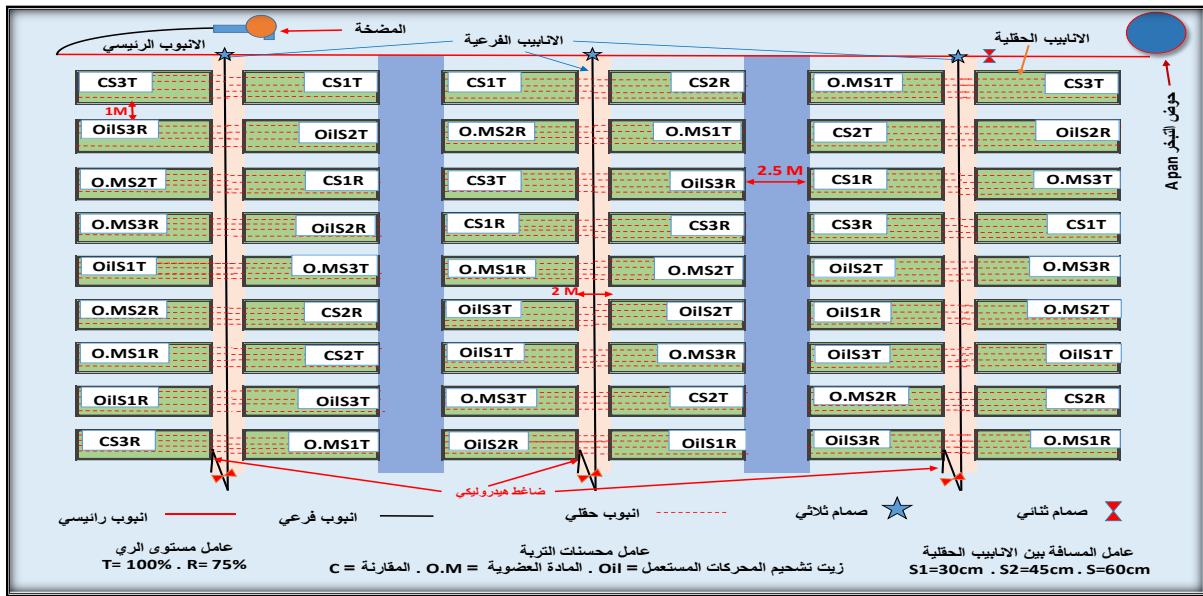 المضخة
الانبوب الرئيسي
الانابيب الفرعية
الانابيب الحقلية
حوض التبخر Apan
CS3T CS1T CS1T CS2R O.MS1T CS3T
1M
OilS3R OilS2T O.MS2R O.MS1T CS2T OilS2R
2.5 M
O.MS2T CS1R CS3T OilS3R CS1R O.MS3T
O.MS3R OilS2R CS1R CS3R CS3R CS1T
OilS1T O.MS3T O.MS1R O.MS2T OilS2T O.MS3R
2 M
O.MS2R CS2R OilS3T OilS2T OilS1R O.MS2T
O.MS1R CS2T OilS1T O.MS3R OilS3T OilS1T
OilS1R OilS3T O.MS3T CS2T O.MS2R CS2R
CS3R O.MS1T OilS2R OilS1R OilS3R O.MS1R
ضاغط هيدروليكي
صمام ثنائي
صمام ثلاثي
انبوب حقلي
انبوب فرعي
انبوب رائيسي
عامل المسافة بين الانابيب الحقلية
S1=30cm . S2=45cm . S=60cm
عامل محسنات التربة
زيت تشحيم المحركات المستعمل = Oil . المادة العضوية = O.M . المقارنة = C
عامل مستوى الري
T= 100% . R= 75%